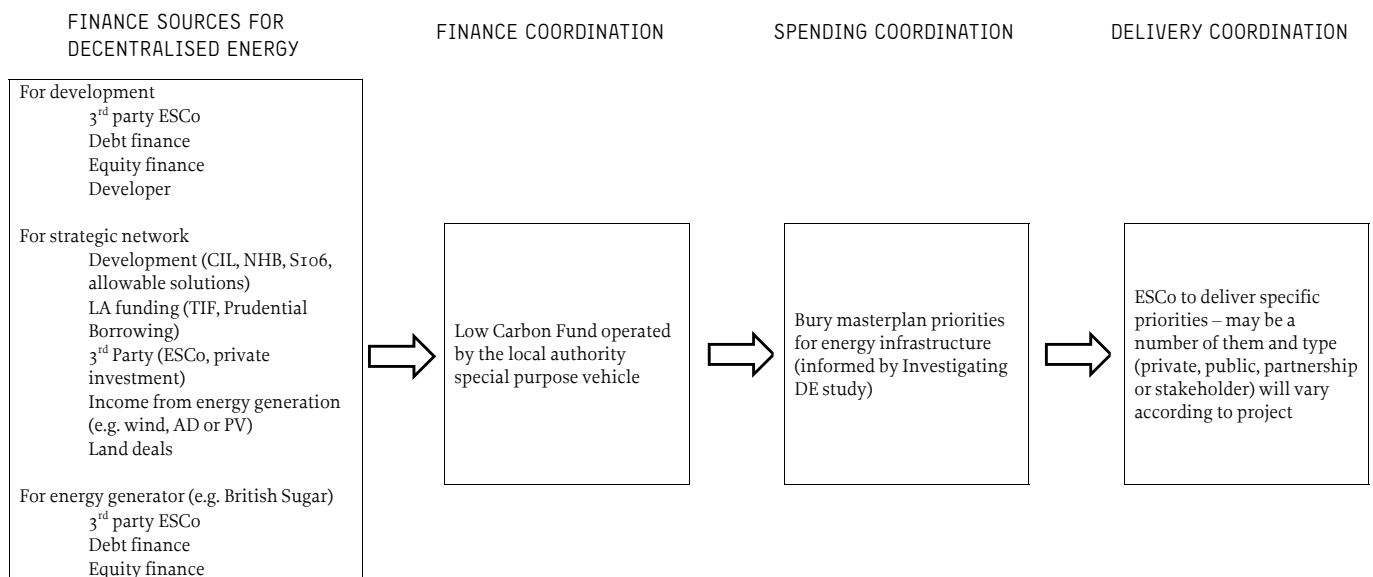 FINANCE SOURCES FOR
DECENTRALISED ENERGY
FINANCE COORDINATION
SPENDING COORDINATION
DELIVERY COORDINATION
For development
3rd party ESCo
Debt finance
Equity finance
Developer
For strategic network
Development (CIL, NHB, S106,
allowable solutions)
LA funding (TIF, Prudential
Borrowing)
3rd Party (ESCo, private
investment)
Income from energy generation
(e.g. wind, AD or PV)
Land deals
For energy generator (e.g. British Sugar)
3rd party ESCo
Debt finance
Equity finance
Low Carbon Fund operated
by the local authority
special purpose vehicle
Bury masterplan priorities
for energy infrastructure
(informed by Investigating
DE study)
ESCo to deliver specific
priorities – may be a
number of them and type
(private, public, partnership
or stakeholder) will vary
according to project